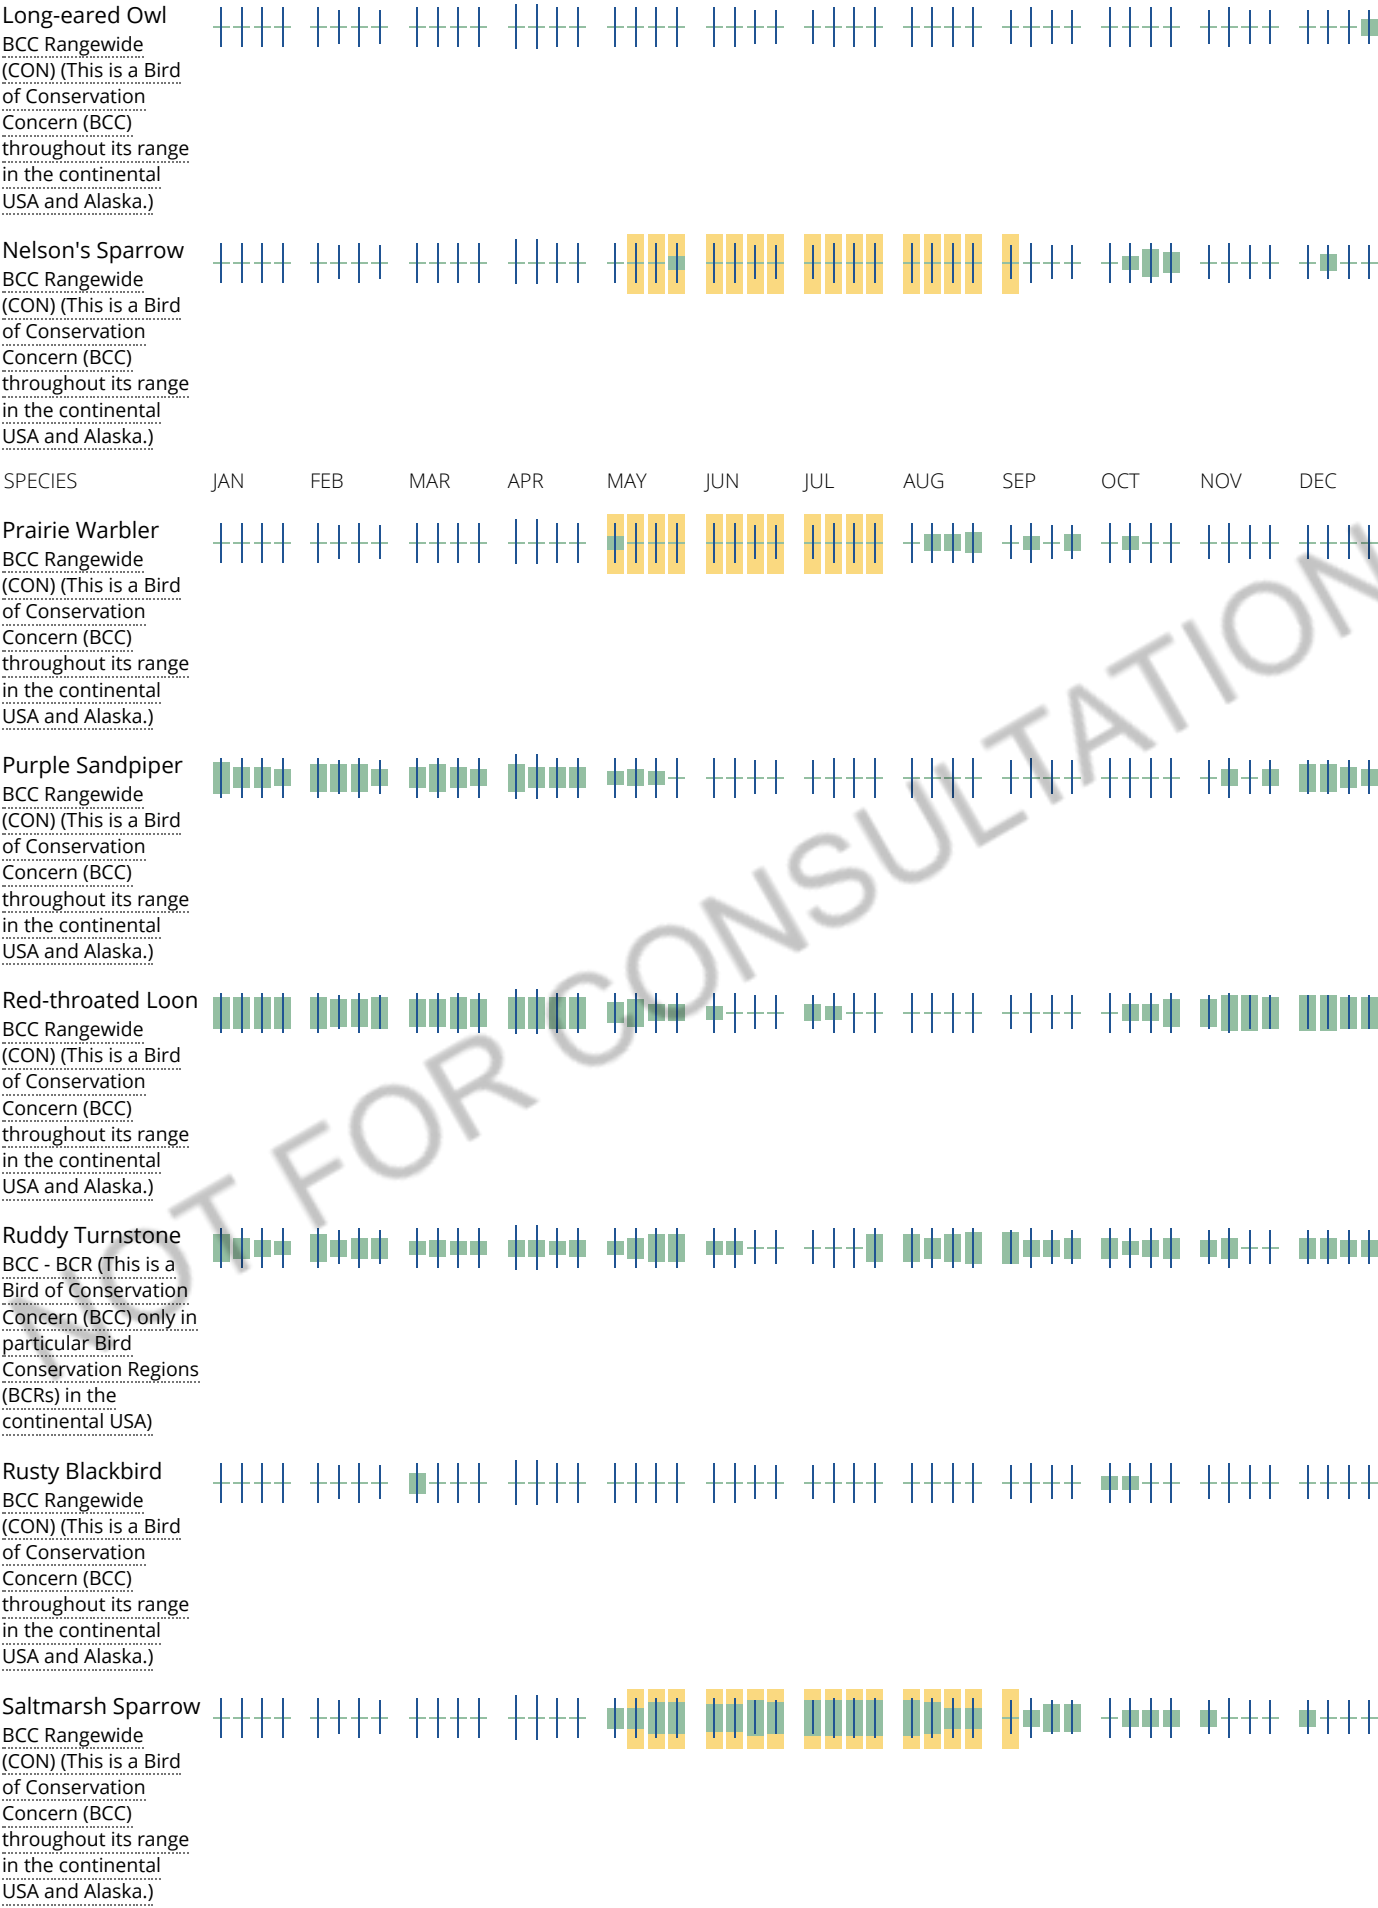 Long-eared Owl
BCC Rangewide
(CON) (This is a Bird
of Conservation
Concern (BCC)
throughout its range
in the continental
USA and Alaska.)
Nelson's Sparrow
BCC Rangewide
(CON) (This is a Bird
of Conservation
Concern (BCC)
throughout its range
in the continental
USA and Alaska.)
SPECIES JAN FEB MAR APR MAY JUN JUL AUG SEP OCT NOV DEC
Prairie Warbler
BCC Rangewide
(CON) (This is a Bird
of Conservation
Concern (BCC)
throughout its range
in the continental
USA and Alaska.)
Purple Sandpiper
BCC Rangewide
(CON) (This is a Bird
of Conservation
Concern (BCC)
throughout its range
in the continental
USA and Alaska.)
Red-throated Loon
BCC Rangewide
(CON) (This is a Bird
of Conservation
Concern (BCC)
throughout its range
in the continental
USA and Alaska.)
Ruddy Turnstone
BCC - BCR (This is a
Bird of Conservation
Concern (BCC) only in
particular Bird
Conservation Regions
(BCRs) in the
continental USA)
Rusty Blackbird
BCC Rangewide
(CON) (This is a Bird
of Conservation
Concern (BCC)
throughout its range
in the continental
USA and Alaska.)
Saltmarsh Sparrow
BCC Rangewide
(CON) (This is a Bird
of Conservation
Concern (BCC)
throughout its range
in the continental
USA and Alaska.)
NOT FOR CONSULTATION